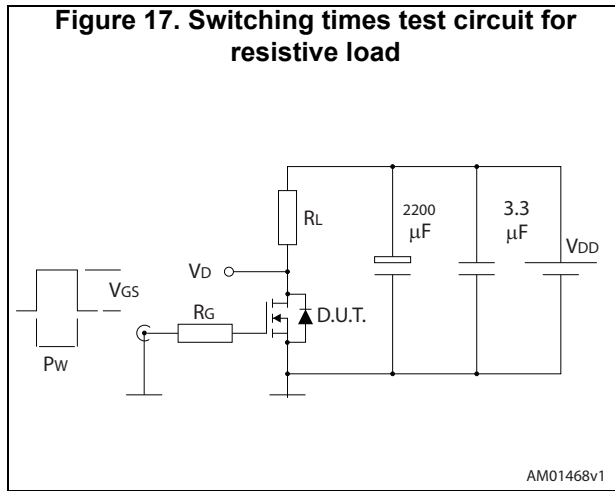 Figure 17. Switching times test circuit for
resistive load
RL
2200
μF
3.3
μF
VDD
VD
VGS
RG
D.U.T.
PW
AM01468v1